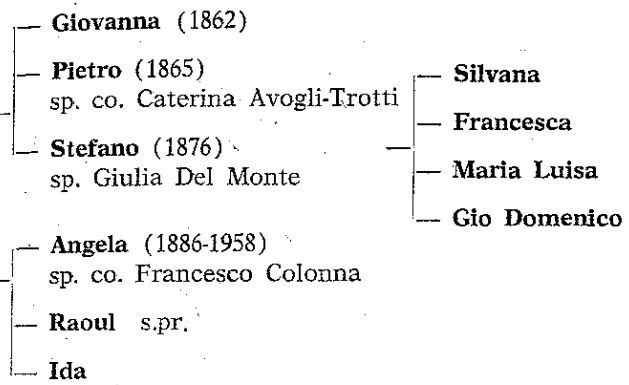 Giovanna (1862)
Pietro (1865)
sp. co. Caterina Avogli-Trotti
Stefano (1876)
sp. Giulia Del Monte
Silvana
Francesca
Maria Luisa
Gio Domenico
Angela (1886-1958)
sp. co. Francesco Colonna
Raoul s.pr.
Ida